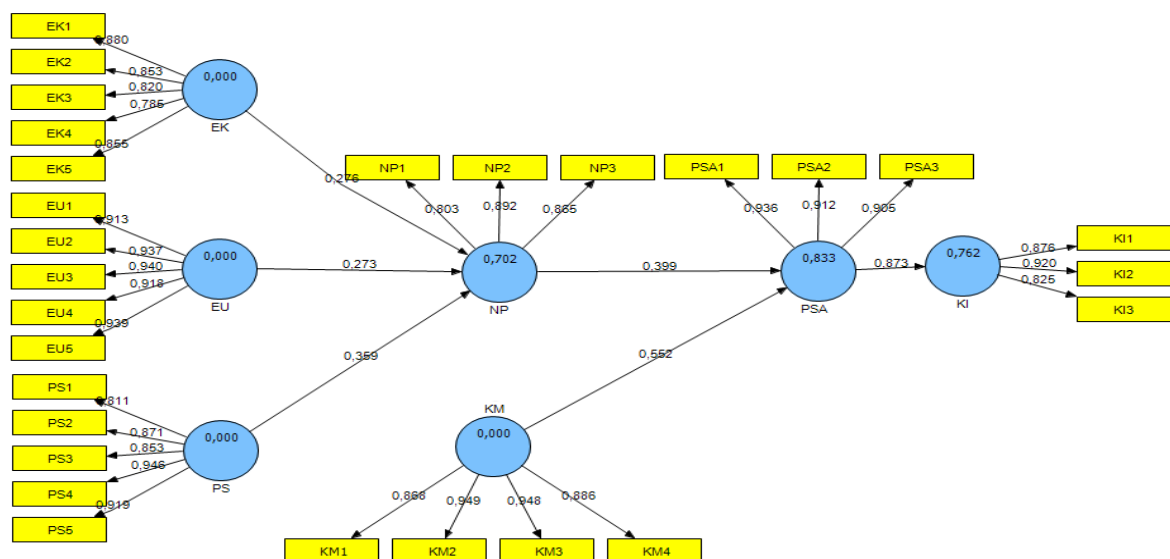 EK1
0,880
EK2
0,853
EK3
0,820
EK4
0,785
EK5
0,855
0,000
EK
0,276
EU1
0,913
EU2
0,937
EU3
0,940
EU4
0,918
EU5
0,939
0,000
EU
0,273
PS1
0,811
PS2
0,871
PS3
0,853
PS4
0,946
PS5
0,919
0,000
PS
0,359
NP1
NP2
NP3
0,803
0,892
0,865
0,702
NP
0,399
KM
0,000
0,552
0,868
0,949
0,948
0,886
KM1
KM2
KM3
KM4
PSA1
PSA2
PSA3
0,936
0,912
0,905
0,833
PSA
0,873
0,762
KI
0,876
KI1
0,920
KI2
0,825
KI3